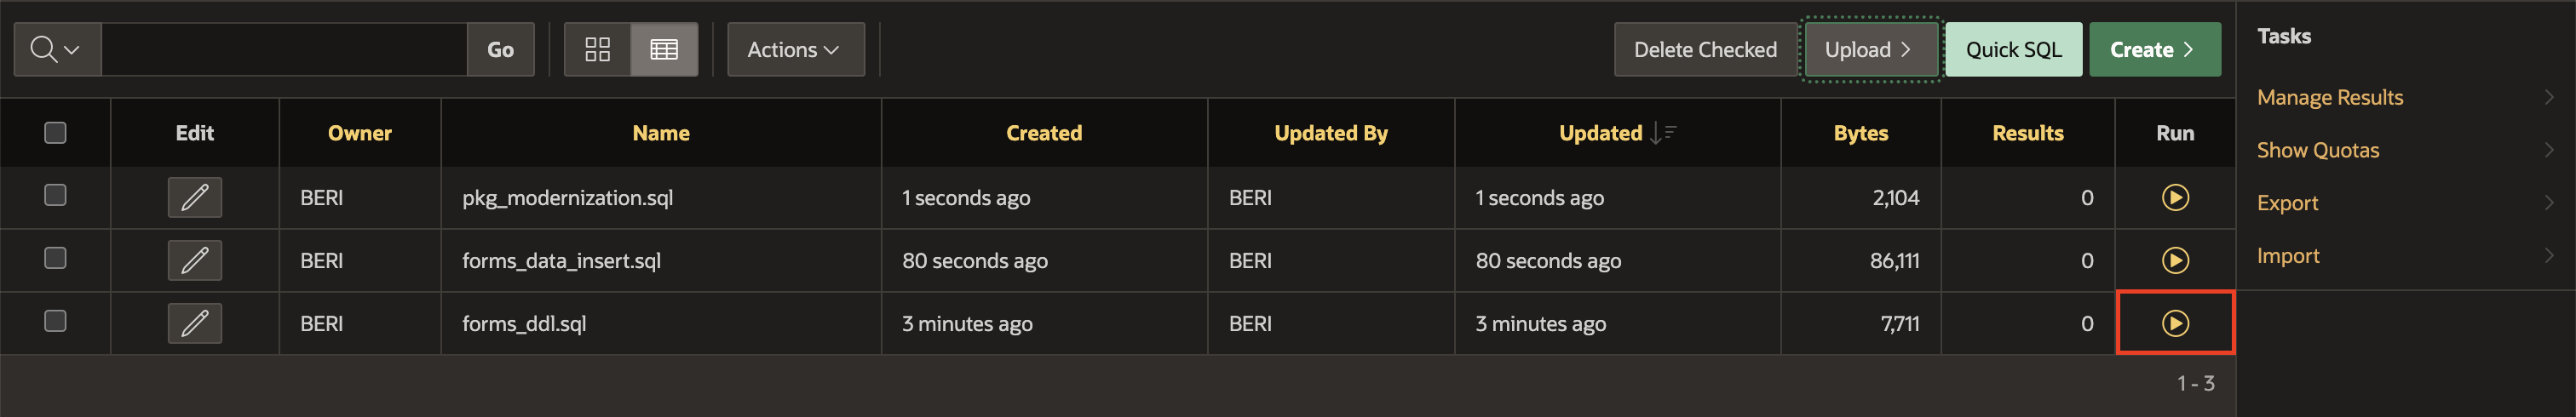 Go Actions Delete Checked Upload Quick SQL Create
Edit Owner Name Created Updated By Updated Bytes Results Run
BERI pkg_modernization.sql 1 seconds ago BERI 1 seconds ago 2,104 0
BERI forms_data_insert.sql 80 seconds ago BERI 80 seconds ago 86,111 0
BERI forms_ddl.sql 3 minutes ago BERI 3 minutes ago 7,711 0
1 - 3
Tasks
Manage Results
Show Quotas
Export
Import